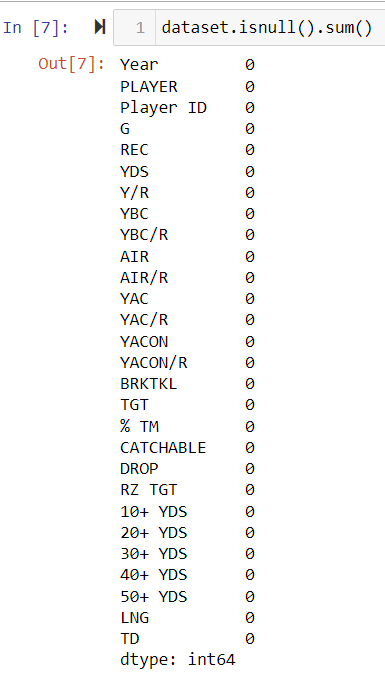 In [7]: 1 dataset.isnull().sum()
Out[7]: Year 0
PLAYER 0
Player ID 0
G 0
REC 0
YDS 0
Y/R 0
YBC 0
YBC/R 0
AIR 0
AIR/R 0
YAC 0
YAC/R 0
YACON 0
YACON/R 0
BRKTKL 0
TGT 0
% TM 0
CATCHABLE 0
DROP 0
RZ TGT 0
10+ YDS 0
20+ YDS 0
30+ YDS 0
40+ YDS 0
50+ YDS 0
LNG 0
TD 0
dtype: int64